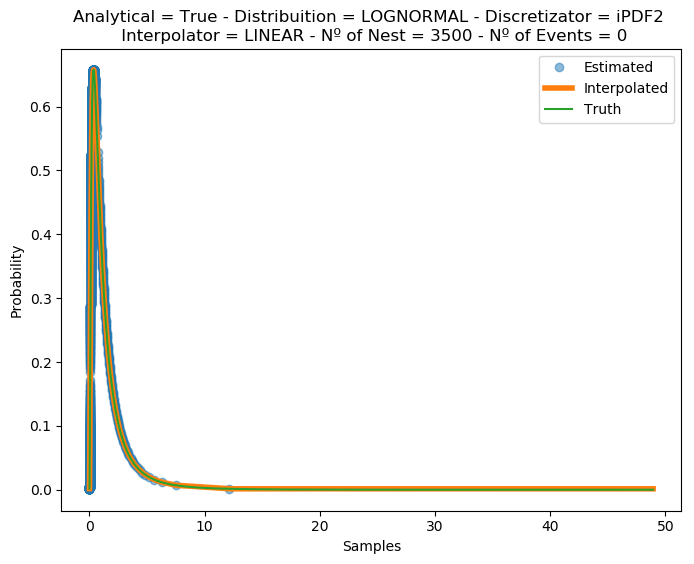 Analytical = True - Distribuition = LOGNORMAL - Discretizator = iPDF2
Interpolator = LINEAR - Nº of Nest = 3500 - Nº of Events = 0
Estimated
Interpolated
Truth
Probability
0.6
0.5
0.4
0.3
0.2
0.1
0.0
0 10 20 30 40 50
Samples